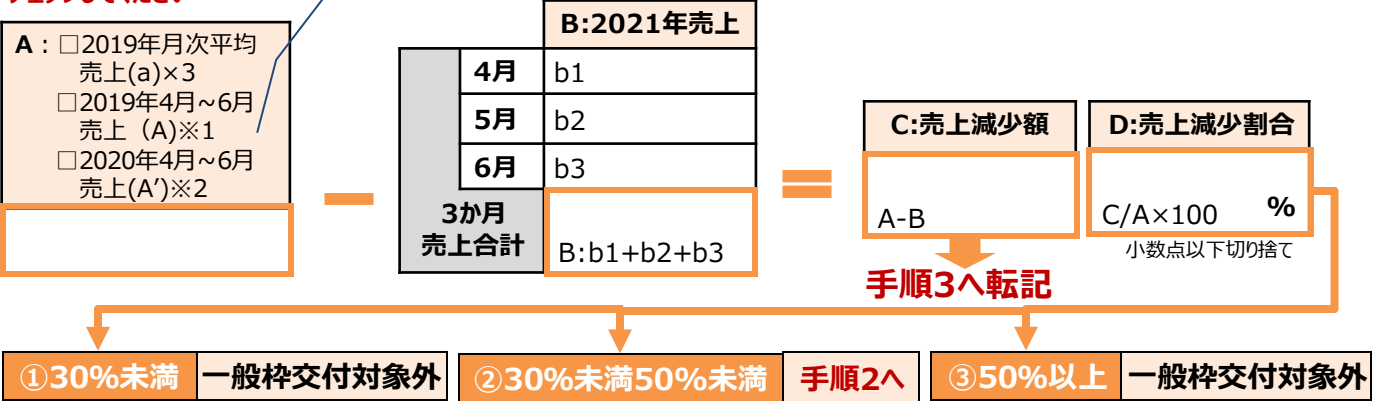 A：□2019年月次平均
売上(a)×3
□2019年4月~6月
売上（A)※1
□2020年4月~6月
売上(A’)※2
B:2021年売上
4月 b1
5月 b2
6月 b3
3か月
売上合計
B:b1+b2+b3
C:売上減少額
A-B
D:売上減少割合
C/A×100 %
小数点以下切り捨て
手順3へ転記
①30%未満 一般枠交付対象外
②30%未満50%未満 手順2へ
③50%以上 一般枠交付対象外